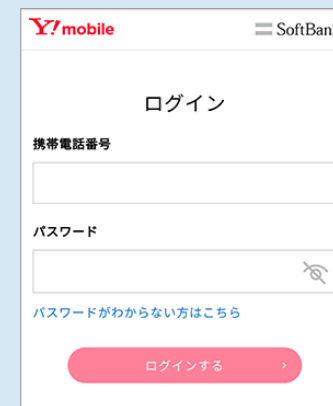 Y!mobile
SoftBank
ログイン
携帯電話番号
パスワード
パスワードがわからない方はこちら
ログインする